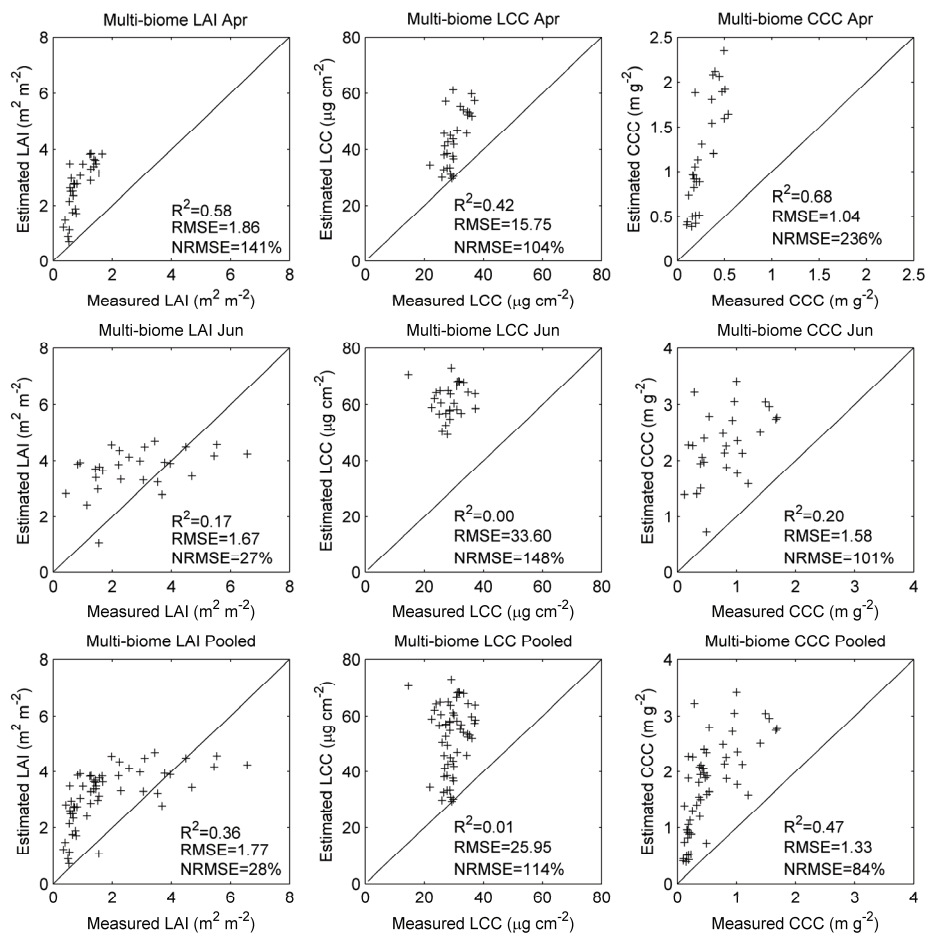 Multi-biome LAI Apr
Multi-biome LCC Apr
Multi-biome CCC Apr
Estimated LAI (m² m⁻²)
8
6
4
2
0
0 2 4 6 8
R²=0.58
RMSE=1.86
NRMSE=141%
Measured LAI (m² m⁻²)
Estimated LCC (μg cm⁻²)
80
60
40
20
0
0 20 40 60 80
R²=0.42
RMSE=15.75
NRMSE=104%
Measured LCC (μg cm⁻²)
Estimated CCC (m g⁻²)
2.5
2
1.5
1
0.5
0
0 0.5 1 1.5 2 2.5
R²=0.68
RMSE=1.04
NRMSE=236%
Measured CCC (m g⁻²)
Multi-biome LAI Jun
Multi-biome LCC Jun
Multi-biome CCC Jun
Estimated LAI (m² m⁻²)
8
6
4
2
0
0 2 4 6 8
R²=0.17
RMSE=1.67
NRMSE=27%
Measured LAI (m² m⁻²)
Estimated LCC (μg cm⁻²)
80
60
40
20
0
0 20 40 60 80
R²=0.00
RMSE=33.60
NRMSE=148%
Measured LCC (μg cm⁻²)
Estimated CCC (m g⁻²)
4
3
2
1
0
0 1 2 3 4
R²=0.20
RMSE=1.58
NRMSE=101%
Measured CCC (m g⁻²)
Multi-biome LAI Pooled
Multi-biome LCC Pooled
Multi-biome CCC Pooled
Estimated LAI (m² m⁻²)
8
6
4
2
0
0 2 4 6 8
R²=0.36
RMSE=1.77
NRMSE=28%
Measured LAI (m² m⁻²)
Estimated LCC (μg cm⁻²)
80
60
40
20
0
0 20 40 60 80
R²=0.01
RMSE=25.95
NRMSE=114%
Measured LCC (μg cm⁻²)
Estimated CCC (m g⁻²)
4
3
2
1
0
0 1 2 3 4
R²=0.47
RMSE=1.33
NRMSE=84%
Measured CCC (m g⁻²)